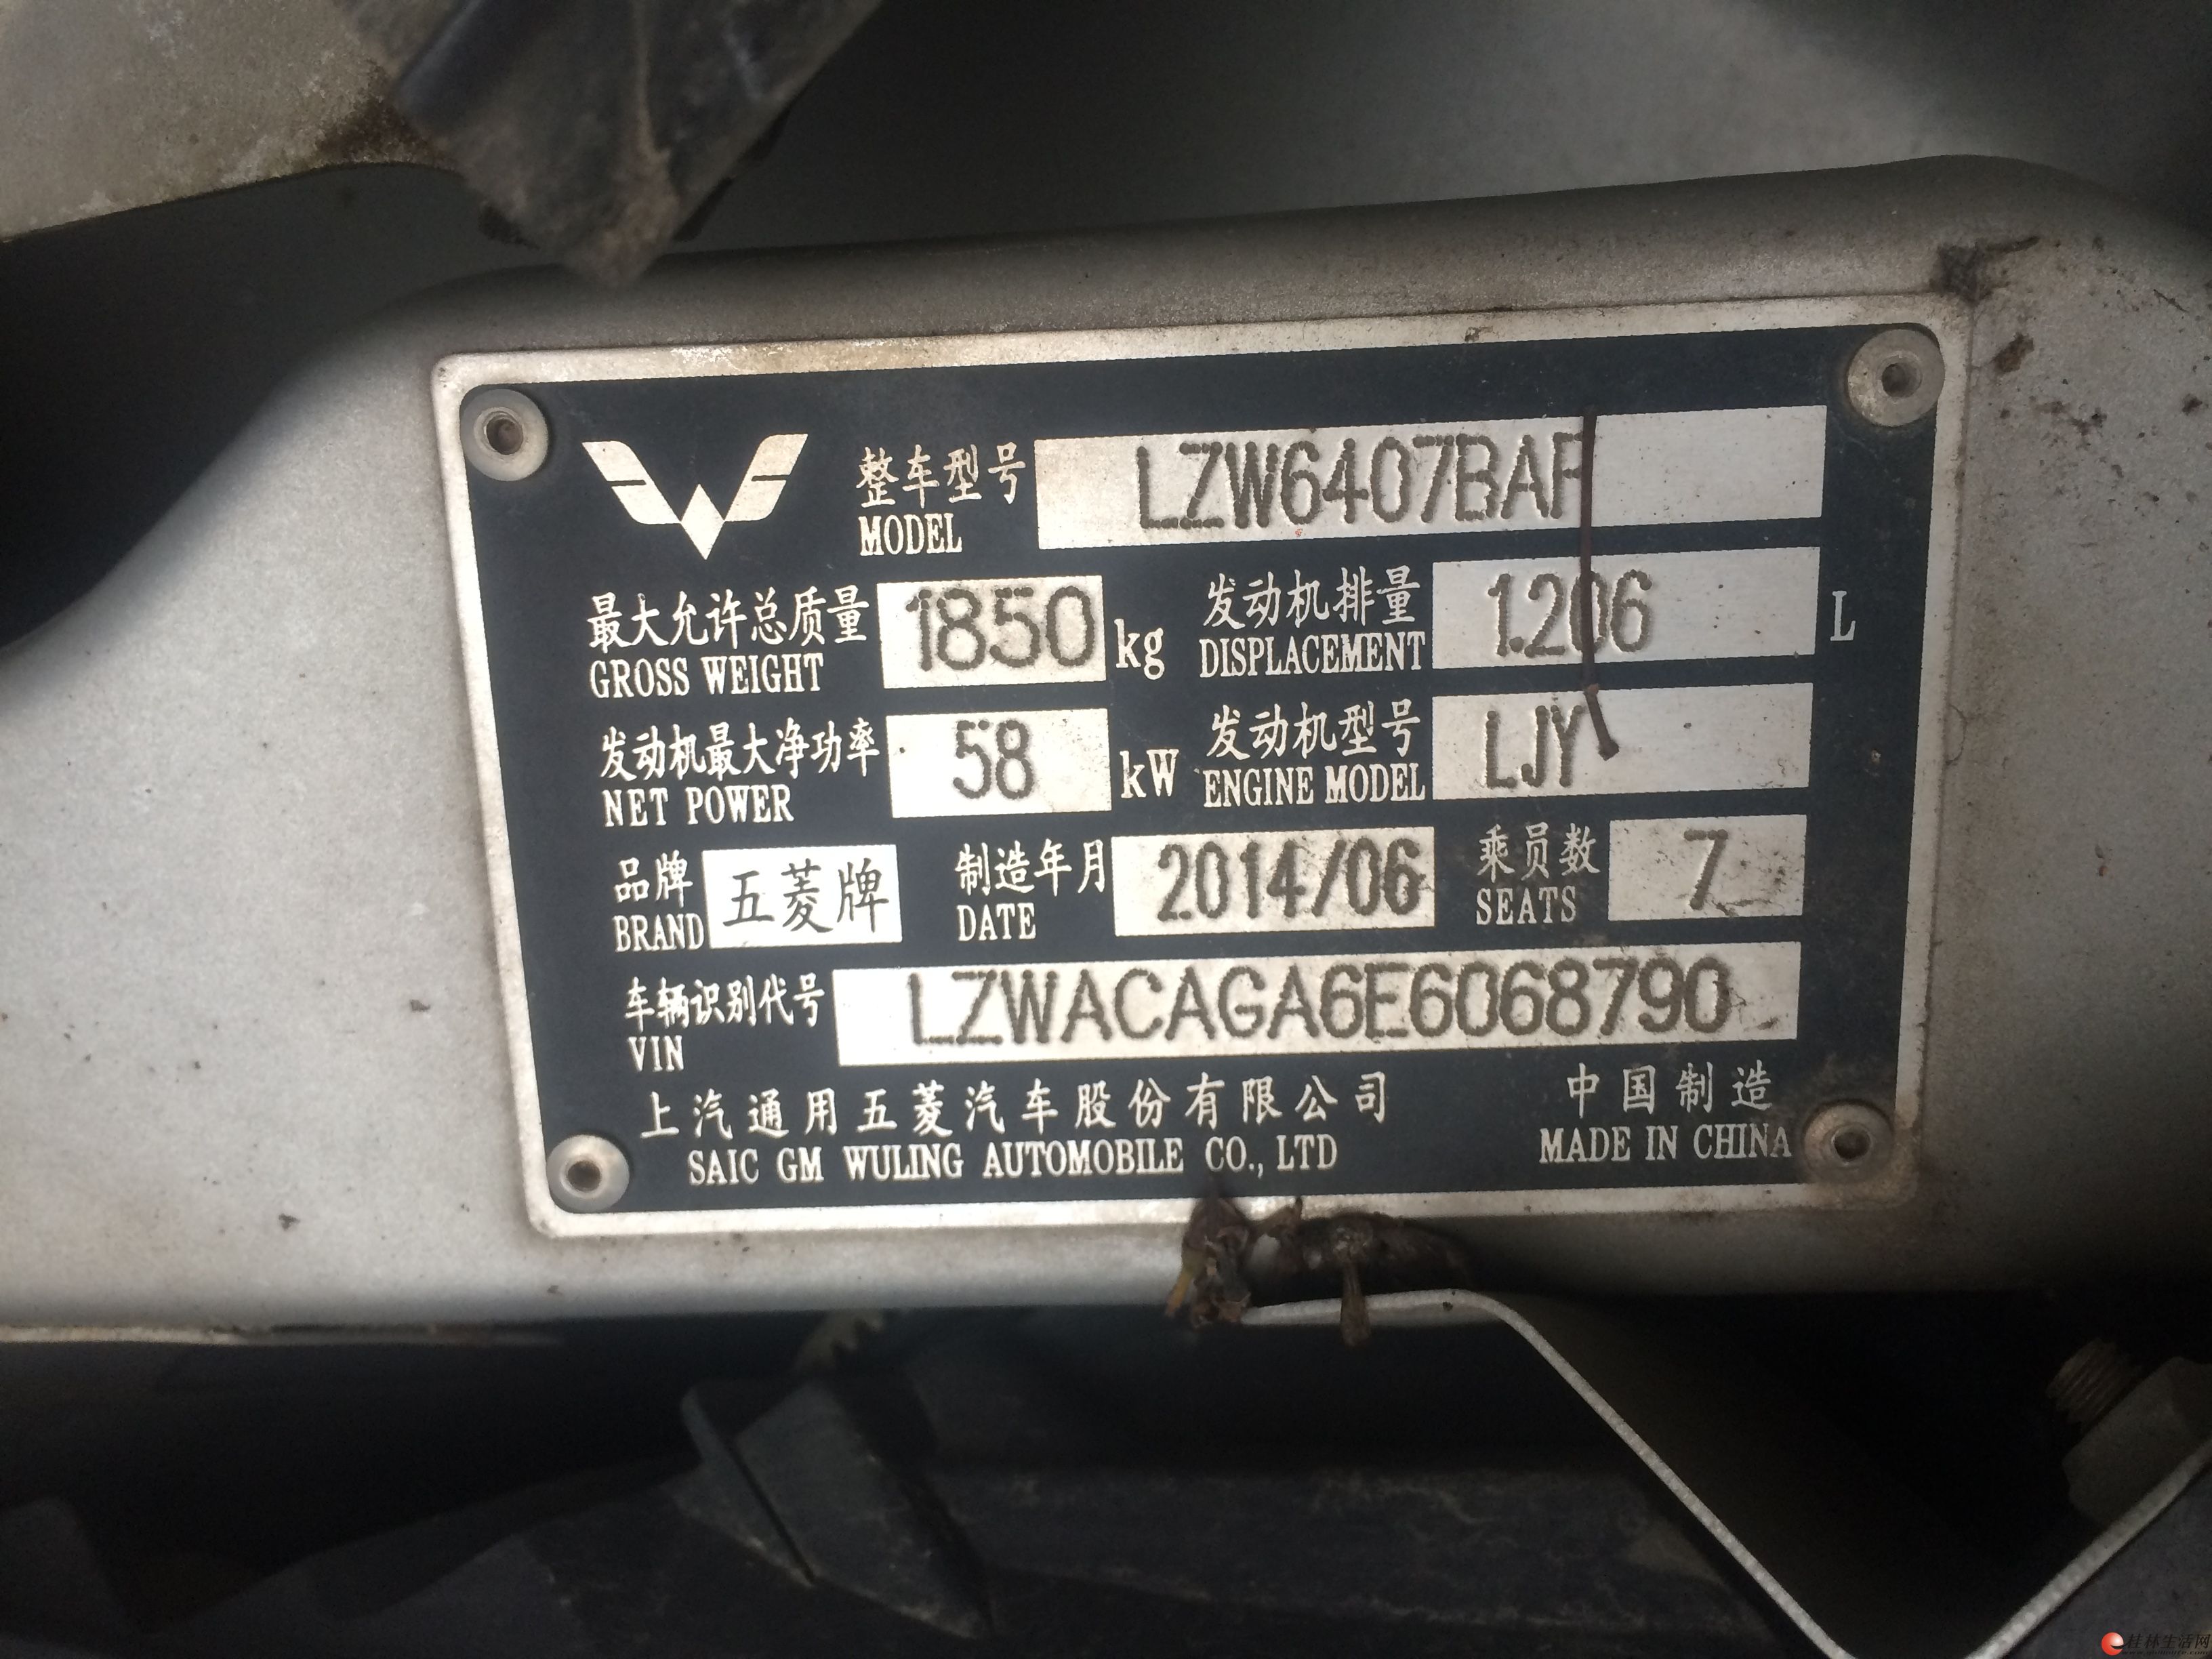 整车型号 LZW6407BAF
MODEL
最大允许总质量 1850 kg 发动机排量 1.206 L
GROSS WEIGHT DISPLACEMENT
发动机最大净功率 58 kW 发动机型号 LJY
NET POWER ENGINE MODEL
品牌 五菱牌 制造年月 2014/06 乘员数 7
BRAND DATE SEATS
车辆识别代号 LZWACAGA6E6068790
VIN
上汽通用五菱汽车股份有限公司 中国制造
SAIC GM WULING AUTOMOBILE CO., LTD MADE IN CHINA
桂林生活网